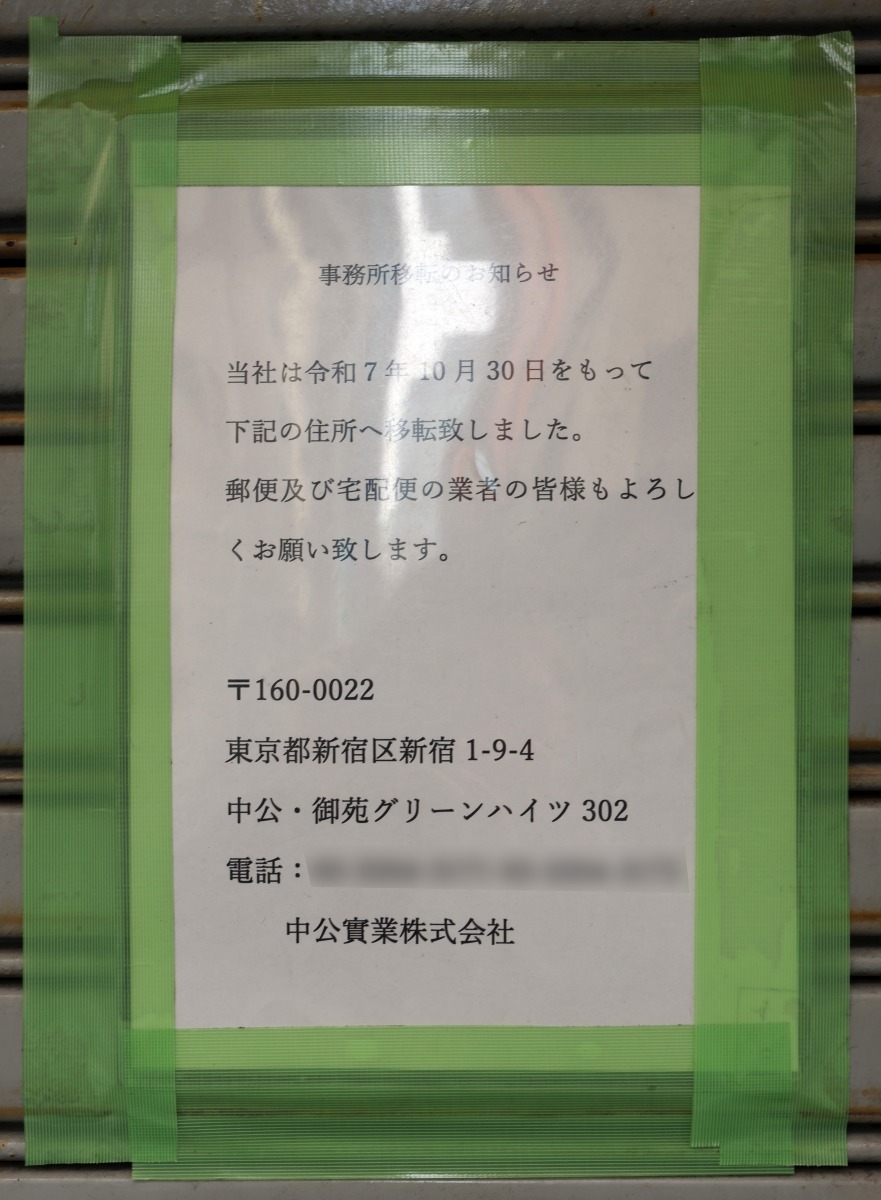 事務所移転のお知らせ
当社は令和7年10月30日をもって
下記の住所へ移転致しました。
郵便及び宅配便の業者の皆様もよろし
くお願い致します。
〒160-0022
東京都新宿区新宿1-9-4
中公・御苑グリーンハイツ302
電話：
中公實業株式会社